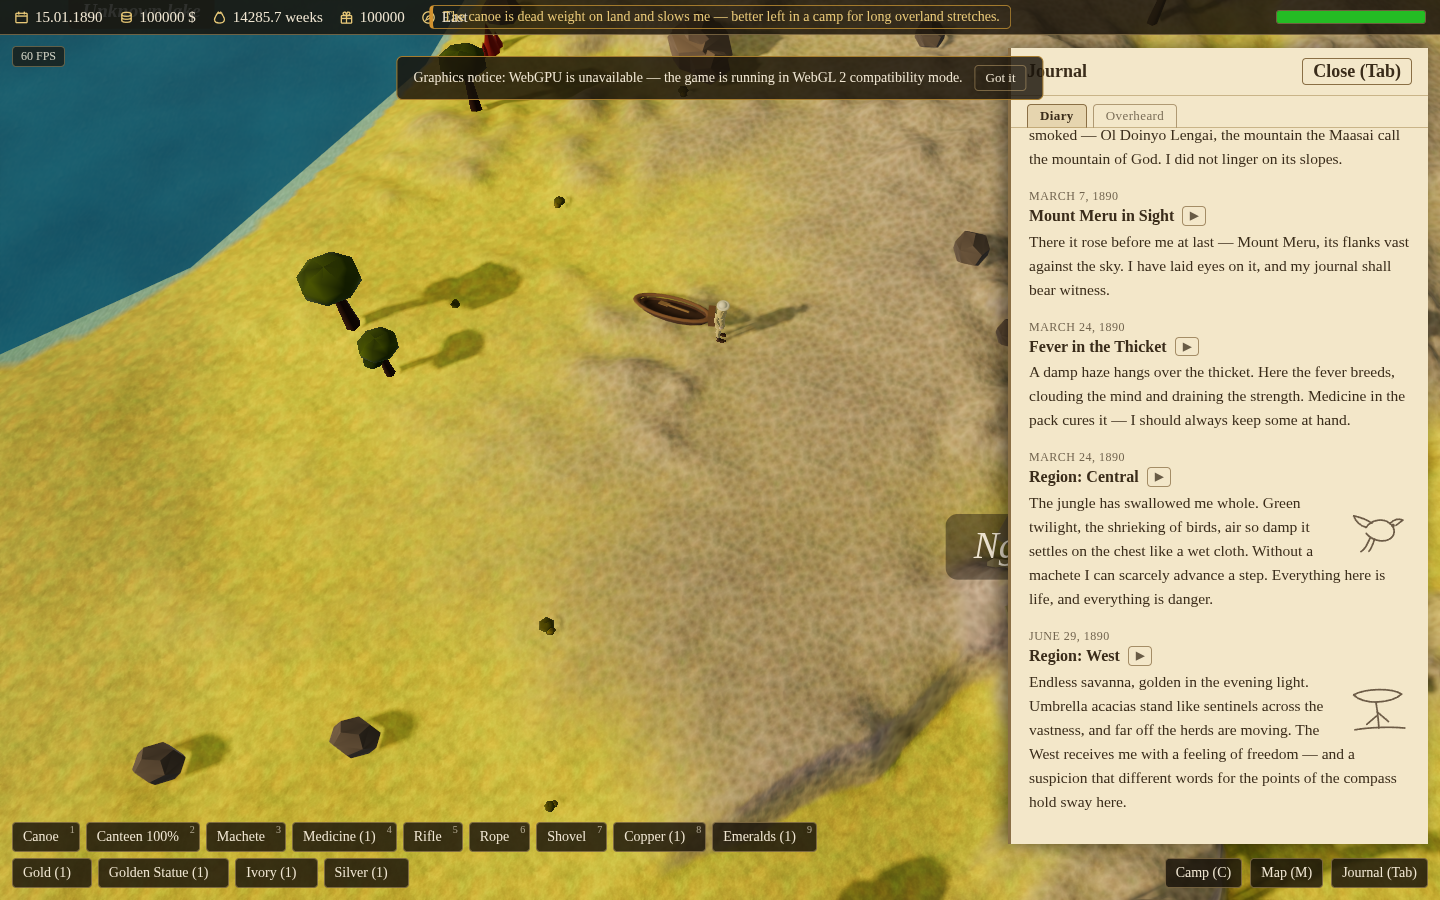 15.01.1890 100000 $ 14285.7 weeks 100000 East
The canoe is dead weight on land and slows me — better left in a camp for long overland stretches.
60 FPS
Graphics notice: WebGPU is unavailable — the game is running in WebGL 2 compatibility mode. Got it
Journal Close (Tab)
Diary Overheard
smoked — Ol Doinyo Lengai, the mountain the Maasai call
the mountain of God. I did not linger on its slopes.
MARCH 7, 1890
Mount Meru in Sight
There it rose before me at last — Mount Meru, its flanks vast
against the sky. I have laid eyes on it, and my journal shall
bear witness.
MARCH 24, 1890
Fever in the Thicket
A damp haze hangs over the thicket. Here the fever breeds,
clouding the mind and draining the strength. Medicine in the
pack cures it — I should always keep some at hand.
MARCH 24, 1890
Region: Central
The jungle has swallowed me whole. Green
twilight, the shrieking of birds, air so damp it
settles on the chest like a wet cloth. Without a
machete I can scarcely advance a step. Everything here is
life, and everything is danger.
JUNE 29, 1890
Region: West
Endless savanna, golden in the evening light.
Umbrella acacias stand like sentinels across the
vastness, and far off the herds are moving. The
West receives me with a feeling of freedom — and a
suspicion that different words for the points of the compass
hold sway here.
Canoe 1 Canteen 100% 2 Machete 3 Medicine (1) 4 Rifle 5 Rope 6 Shovel 7 Copper (1) 8 Emeralds (1) 9
Gold (1) Golden Statue (1) Ivory (1) Silver (1)
Camp (C) Map (M) Journal (Tab)